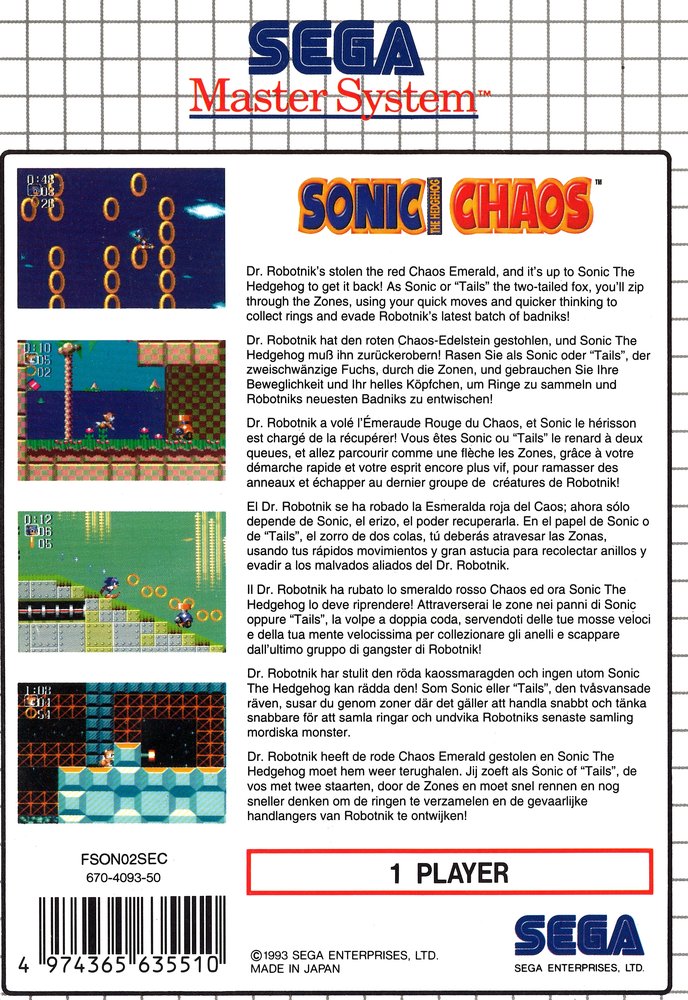 SEGA
Master System™
0:48
03
28
SONIC THE HEDGEHOG CHAOS™
Dr. Robotnik's stolen the red Chaos Emerald, and it's up to Sonic The
Hedgehog to get it back! As Sonic or “Tails” the two-tailed fox, you'll zip
through the Zones, using your quick moves and quicker thinking to
collect rings and evade Robotnik's latest batch of badniks!
0:10
05
02
Dr. Robotnik hat den roten Chaos-Edelstein gestohlen, und Sonic The
Hedgehog muß ihn zurückerobern! Rasen Sie als Sonic oder “Tails”, der
zweischwänzige Fuchs, durch die Zonen, und gebrauchen Sie Ihre
Beweglichkeit und Ihr helles Köpfchen, um Ringe zu sammeln und
Robotniks neuesten Badniks zu entwischen!
Dr. Robotnik a volé l'Émeraude Rouge du Chaos, et Sonic le hérisson
est chargé de la récupérer! Vous êtes Sonic ou “Tails” le renard à deux
queues, et allez parcourir comme une flèche les Zones, grâce à votre
démarche rapide et votre esprit encore plus vif, pour ramasser des
anneaux et échapper au dernier groupe de créatures de Robotnik!
0:12
06
05
El Dr. Robotnik se ha robado la Esmeralda roja del Caos; ahora sólo
depende de Sonic, el erizo, el poder recuperarla. En el papel de Sonic o
de “Tails”, el zorro de dos colas, tú deberás atravesar las Zonas,
usando tus rápidos movimientos y gran astucia para recolectar anillos y
evadir a los malvados aliados del Dr. Robotnik.
Il Dr. Robotnik ha rubato lo smeraldo rosso Chaos ed ora Sonic The
Hedgehog lo deve riprendere! Attraverserai le zone nei panni di Sonic
oppure “Tails”, la volpe a doppia coda, servendoti delle tue mosse veloci
e della tua mente velocissima per collezionare gli anelli e scappare
dall'ultimo gruppo di gangster di Robotnik!
1:08
04
54
Dr. Robotnik har stulit den röda kaossmaragden och ingen utom Sonic
The Hedgehog kan rädda den! Som Sonic eller “Tails”, den tvåsvansade
räven, susar du genom zoner där det gäller att handla snabbt och tänka
snabbare för att samla ringar och undvika Robotniks senaste samling
mordiska monster.
Dr. Robotnik heeft de rode Chaos Emerald gestolen en Sonic The
Hedgehog moet hem weer terughalen. Jij zoeft als Sonic of “Tails”, de
vos met twee staarten, door de Zones en moet snel rennen en nog
sneller denken om de ringen te verzamelen en de gevaarlijke
handlangers van Robotnik te ontwijken!
FSON02SEC
670-4093-50
1 PLAYER
4 974365 635510
©1993 SEGA ENTERPRISES, LTD.
MADE IN JAPAN
SEGA
SEGA ENTERPRISES, LTD.